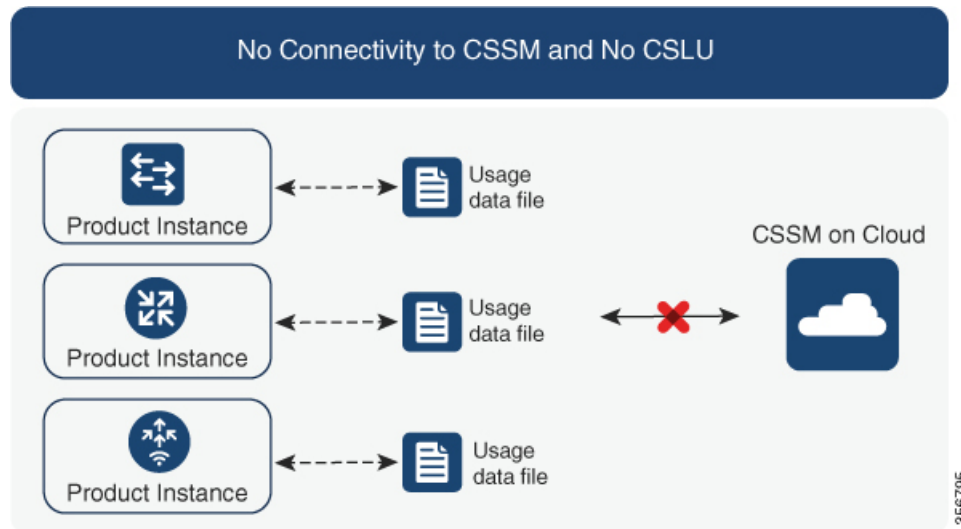 No Connectivity to CSSM and No CSLU
Product Instance
Usage
data file
Product Instance
Usage
data file
Product Instance
Usage
data file
CSSM on Cloud
356795